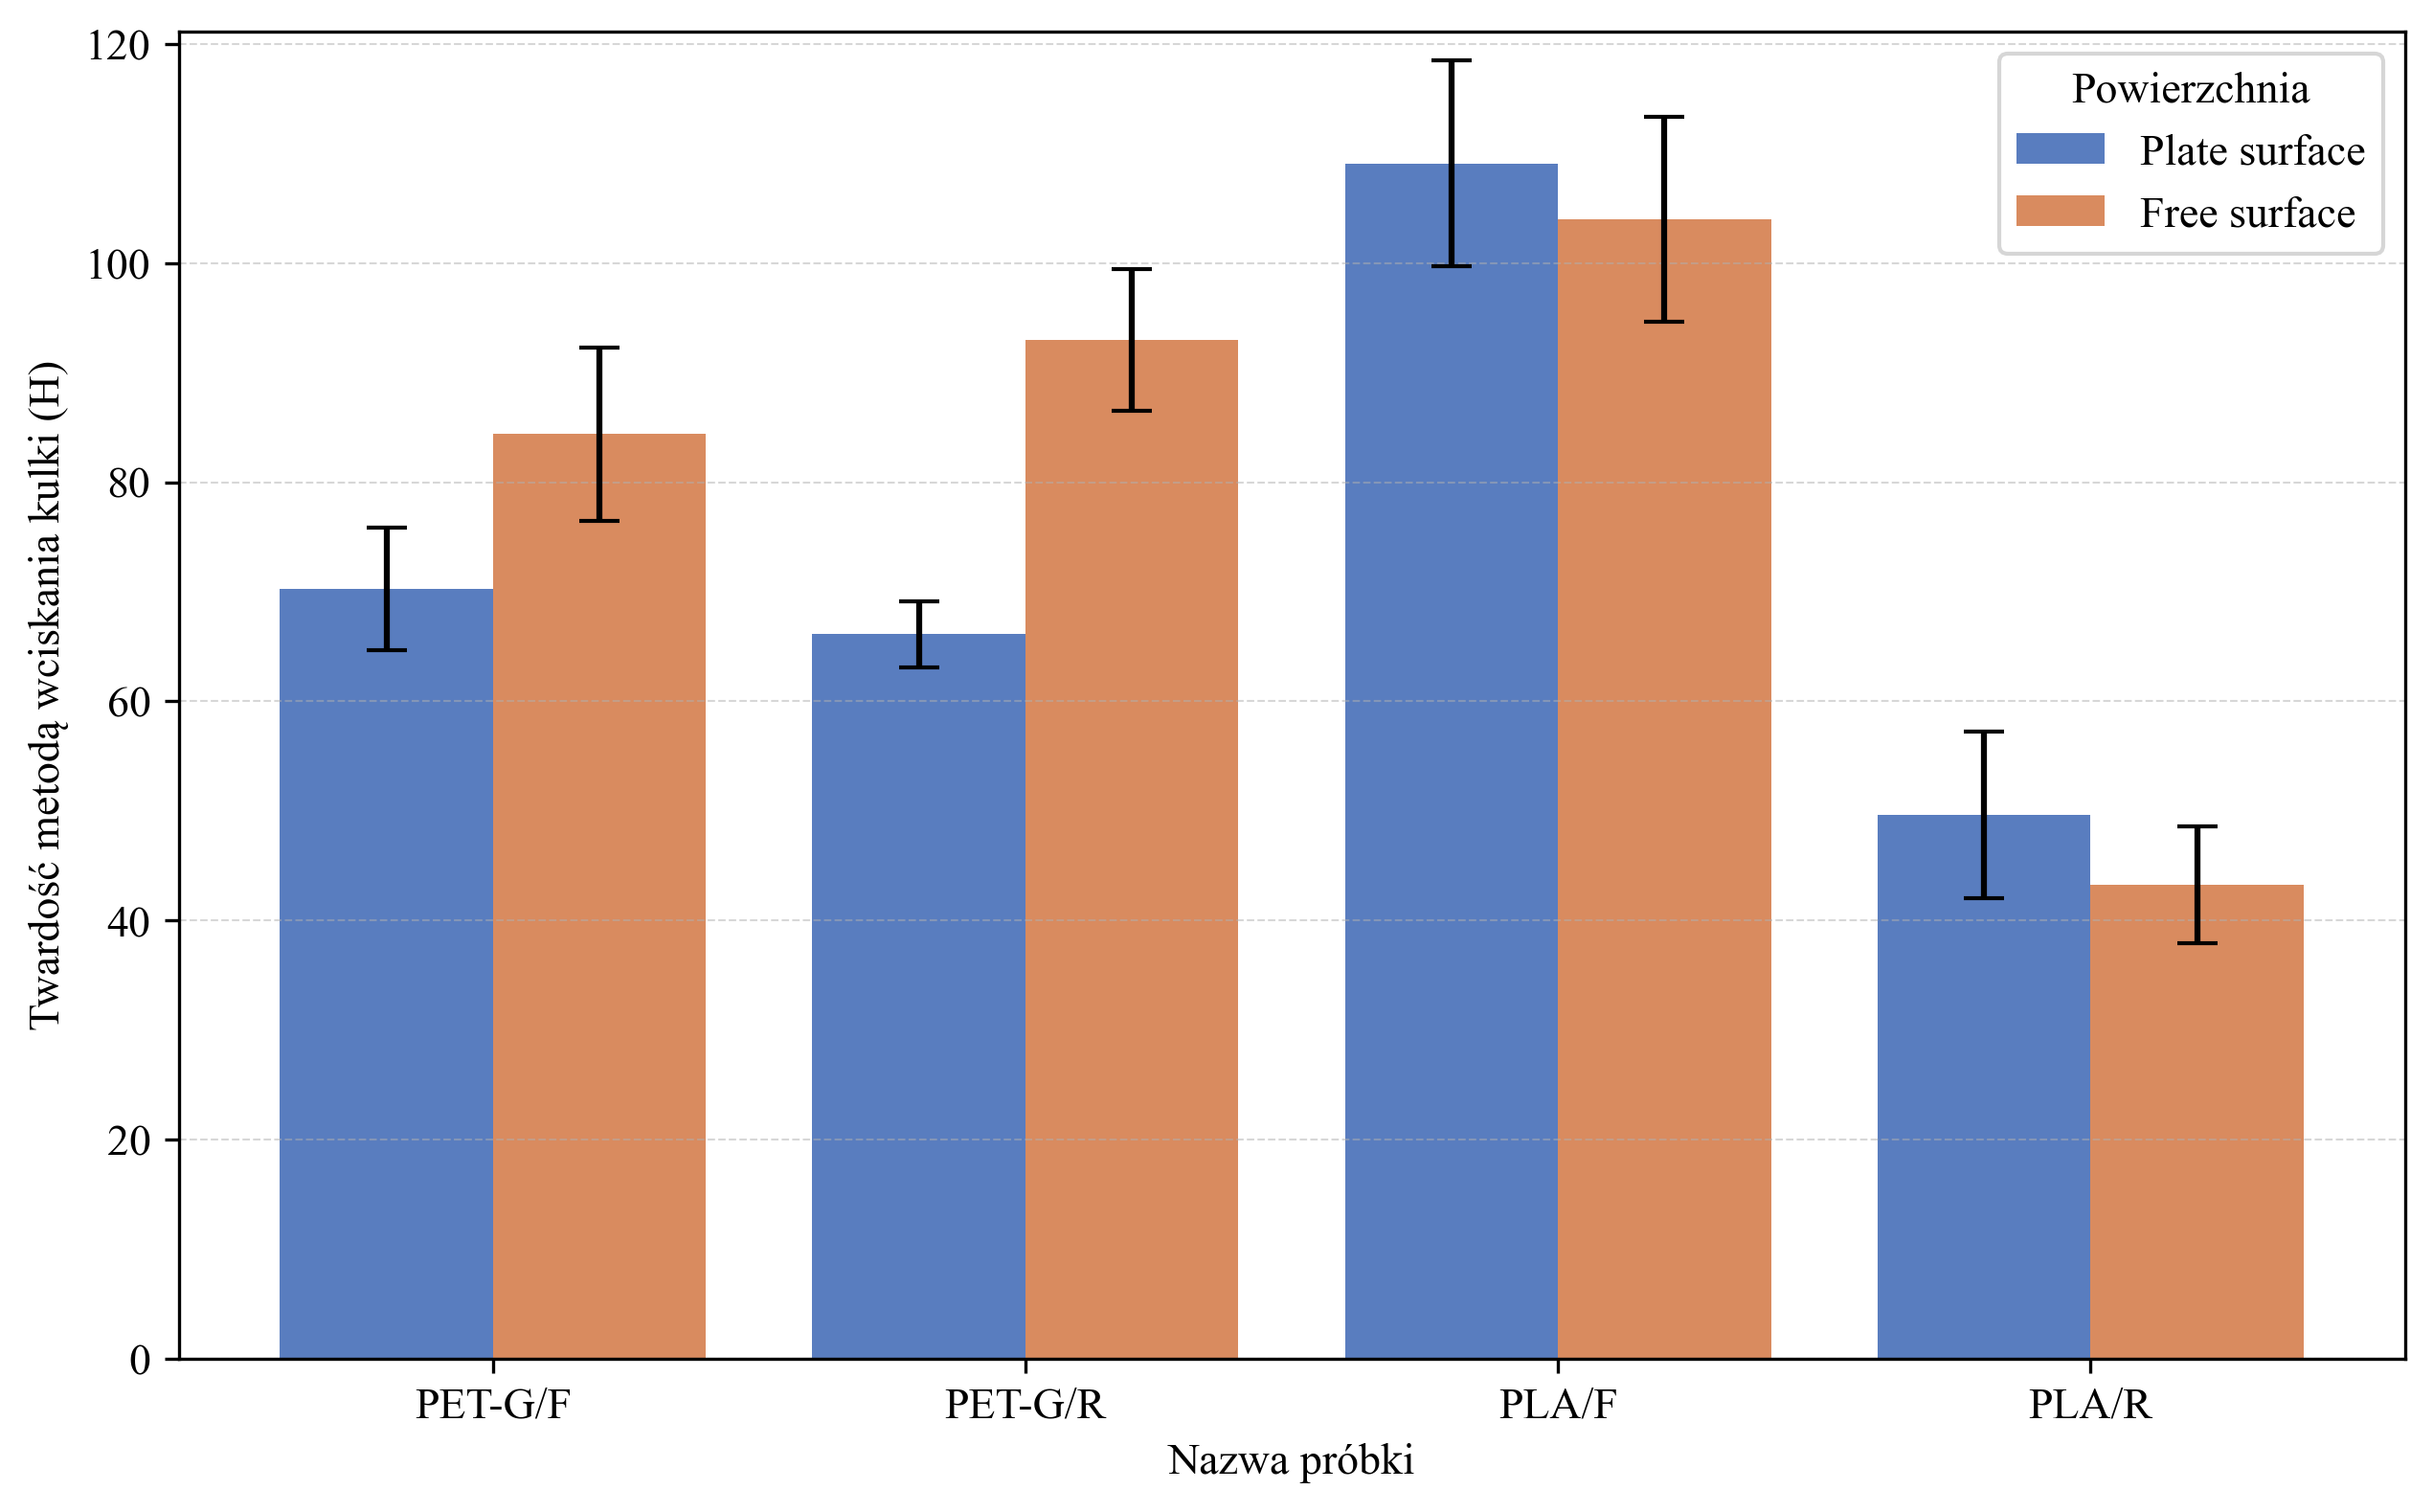 Twardość metodą wciskania kulki (H)
120
100
80
60
40
20
0
Powierzchnia
Plate surface
Free surface
PET-G/F
PET-G/R
PLA/F
PLA/R
Nazwa próbki